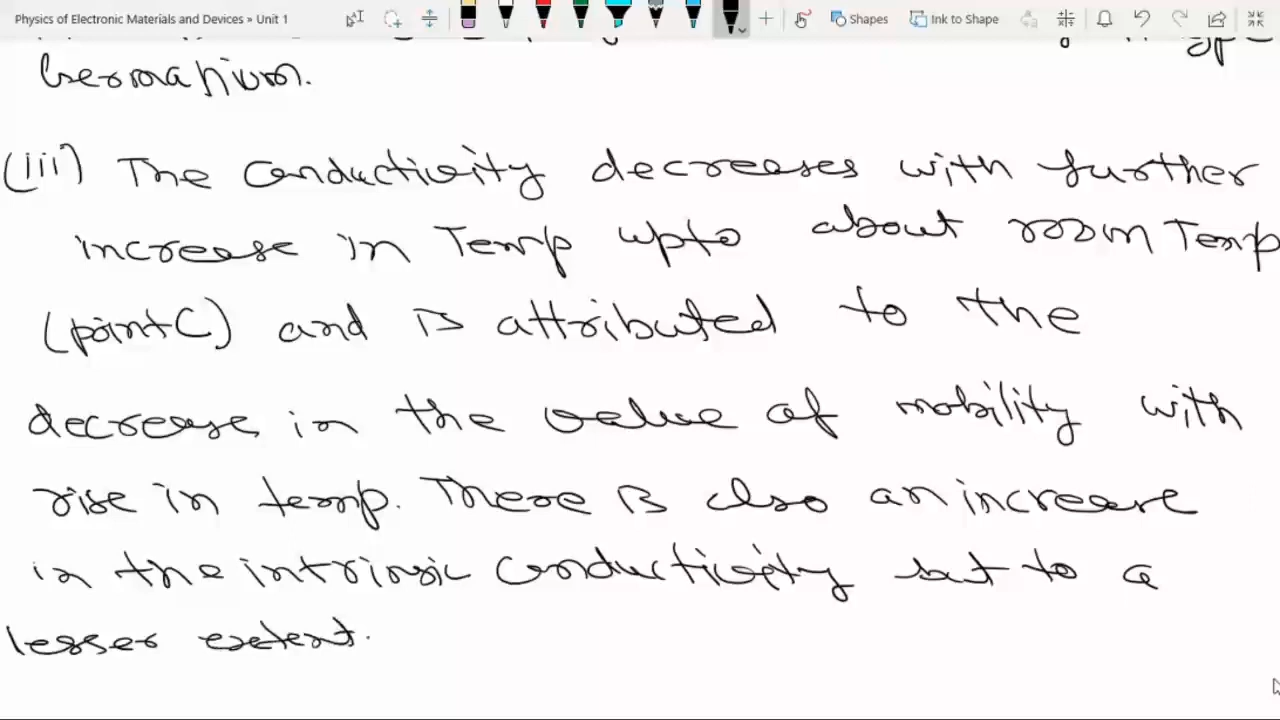 Physics of Electronic Materials and Devices » Unit 1
Shapes
Ink to Shape
Germanium.
(iii) The conductivity decreases with further
increase in Temp upto about room Temp
(point C) and is attributed to the
decrease in the value of mobility with
rise in temp. There is also an increase
in the intrinsic conductivity but to a
lesser extent.